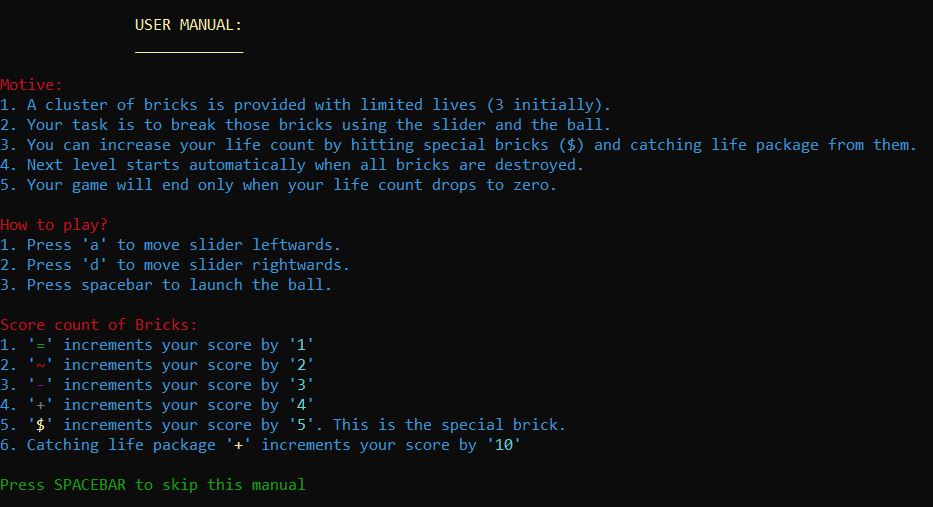 USER MANUAL:
____________
Motive:
1. A cluster of bricks is provided with limited lives (3 initially).
2. Your task is to break those bricks using the slider and the ball.
3. You can increase your life count by hitting special bricks ($) and catching life package from them.
4. Next level starts automatically when all bricks are destroyed.
5. Your game will end only when your life count drops to zero.
How to play?
1. Press 'a' to move slider leftwards.
2. Press 'd' to move slider rightwards.
3. Press spacebar to launch the ball.
Score count of Bricks:
1. '=' increments your score by '1'
2. '~' increments your score by '2'
3. '-' increments your score by '3'
4. '+' increments your score by '4'
5. '$' increments your score by '5'. This is the special brick.
6. Catching life package '+' increments your score by '10'
Press SPACEBAR to skip this manual